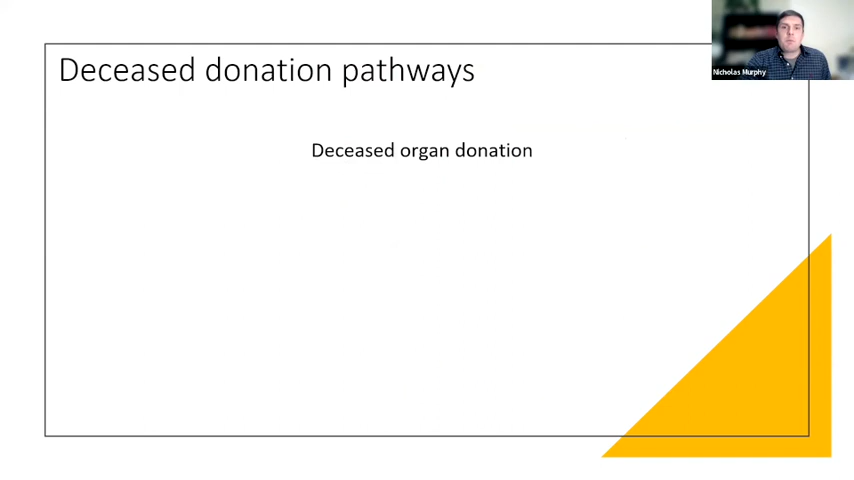 Deceased donation pathways
Nicholas Murphy
Deceased organ donation